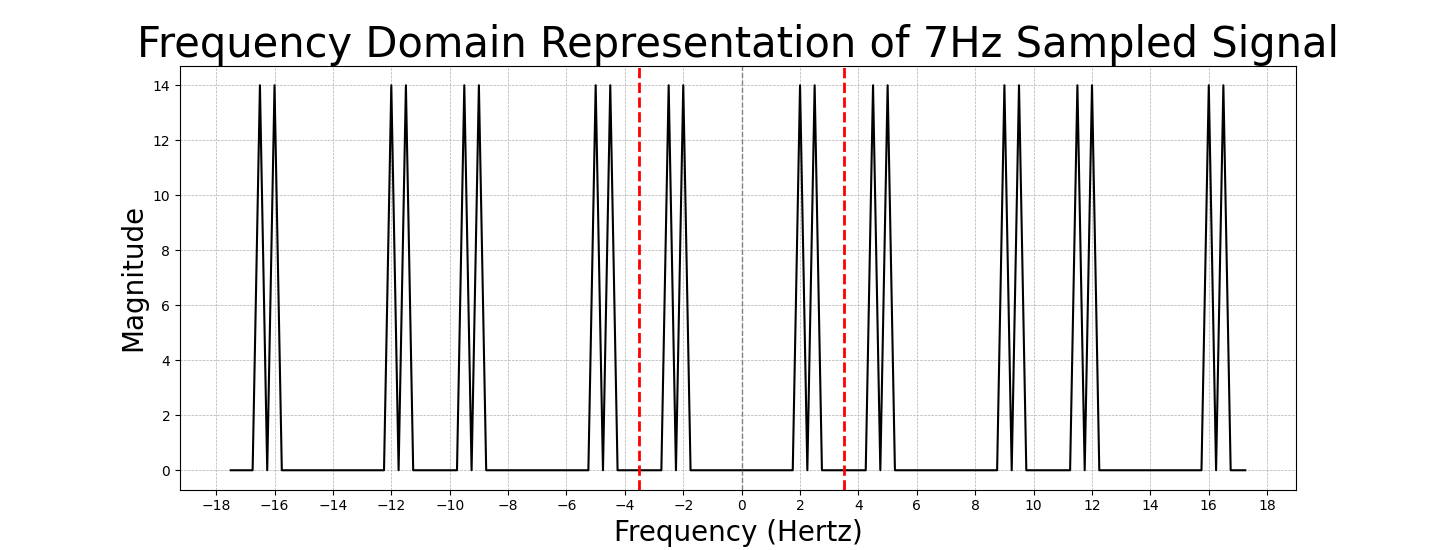 Frequency Domain Representation of 7Hz Sampled Signal
14
12
10
8
6
4
2
0
Magnitude
−18 −16 −14 −12 −10 −8 −6 −4 −2 0 2 4 6 8 10 12 14 16 18
Frequency (Hertz)